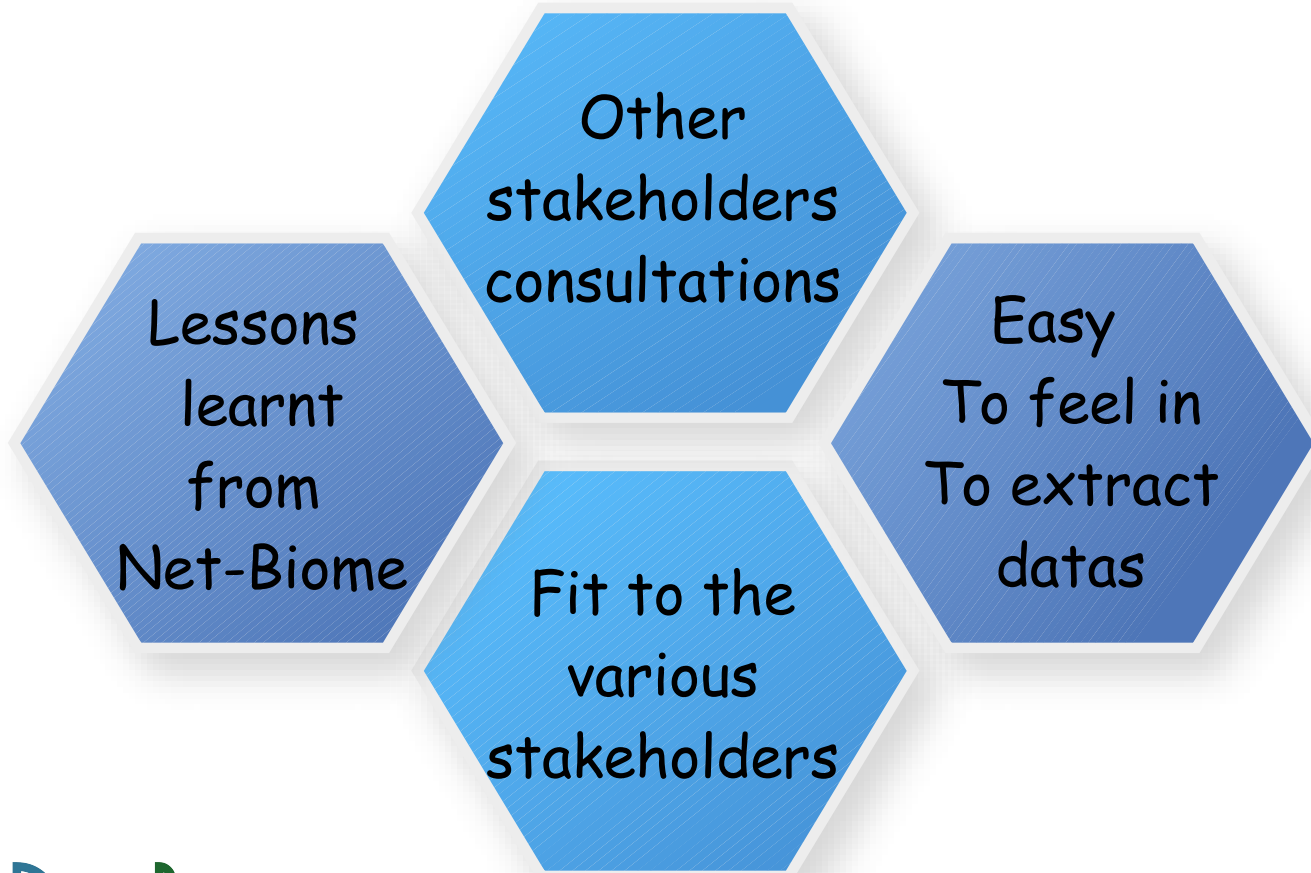 Other
stakeholders
consultations
Lessons
learnt
from
Net-Biome
Easy
To feel in
To extract
datas
Fit to the
various
stakeholders